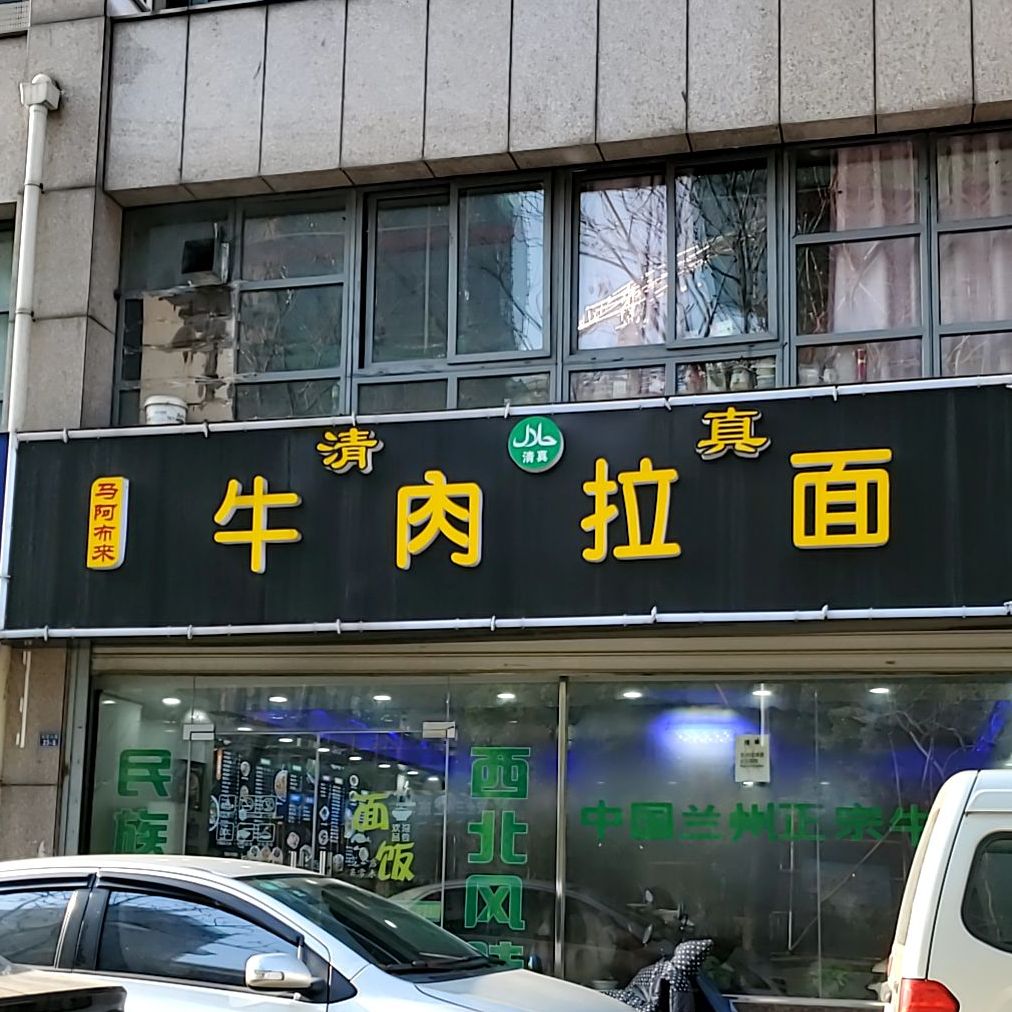 清真
حلال
清真
马阿布来
牛肉拉面
民族
面
饭
西北风味
中国兰州正宗牛